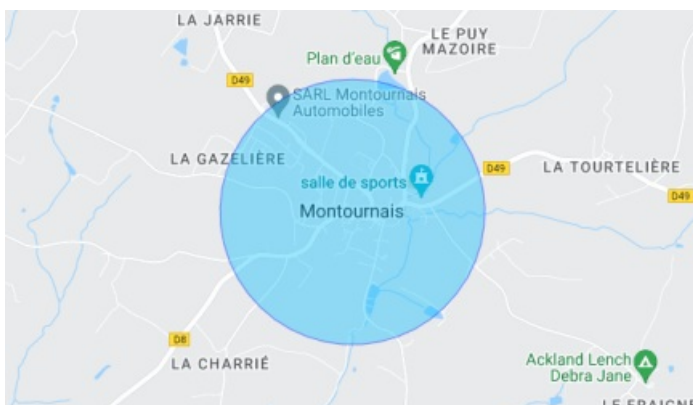 LA JARRIE
LE PUY
MAZOIRE
Plan d'eau
D49
SARL Montournais
Automobiles
LA GAZELIÈRE
salle de sports
D49
LA TOURTELIÈRE
D49
Montournais
D8
LA CHARRIÉ
Ackland Lench
Debra Jane